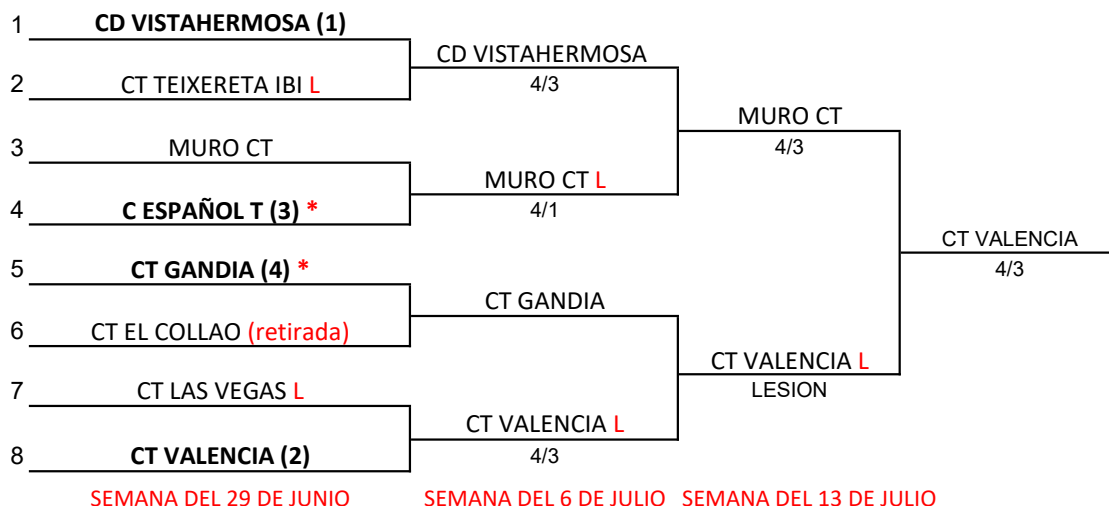 1 CD VISTAHERMOSA (1)
CD VISTAHERMOSA
4/3
2 CT TEIXERETA IBI L
MURO CT
4/3
3 MURO CT
MURO CT L
4/1
4 C ESPAÑOL T (3) *
CT VALENCIA
4/3
5 CT GANDIA (4) *
CT GANDIA
6 CT EL COLLAO (retirada)
CT VALENCIA L
LESION
7 CT LAS VEGAS L
CT VALENCIA L
4/3
8 CT VALENCIA (2)
SEMANA DEL 29 DE JUNIO SEMANA DEL 6 DE JULIO SEMANA DEL 13 DE JULIO